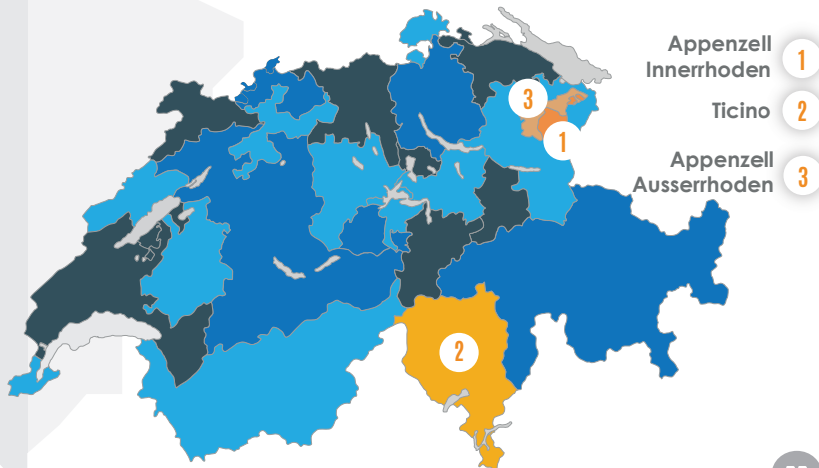 Appenzell
Innerrhoden 1
Ticino 2
Appenzell
Ausserrhoden 3
3
1
2